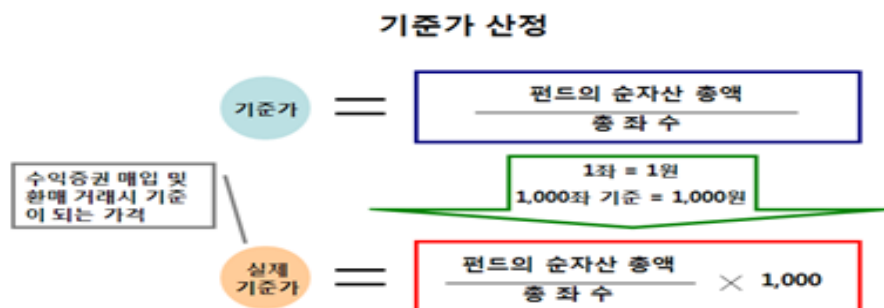 기준가 산정
기준가
=
펀드의 순자산 총액
총 좌 수
수익증권 매입 및
환매 거래시 기준
이 되는 가격
1좌 = 1원
1,000좌 기준 = 1,000원
실제
기준가
=
펀드의 순자산 총액
총 좌 수
× 1,000